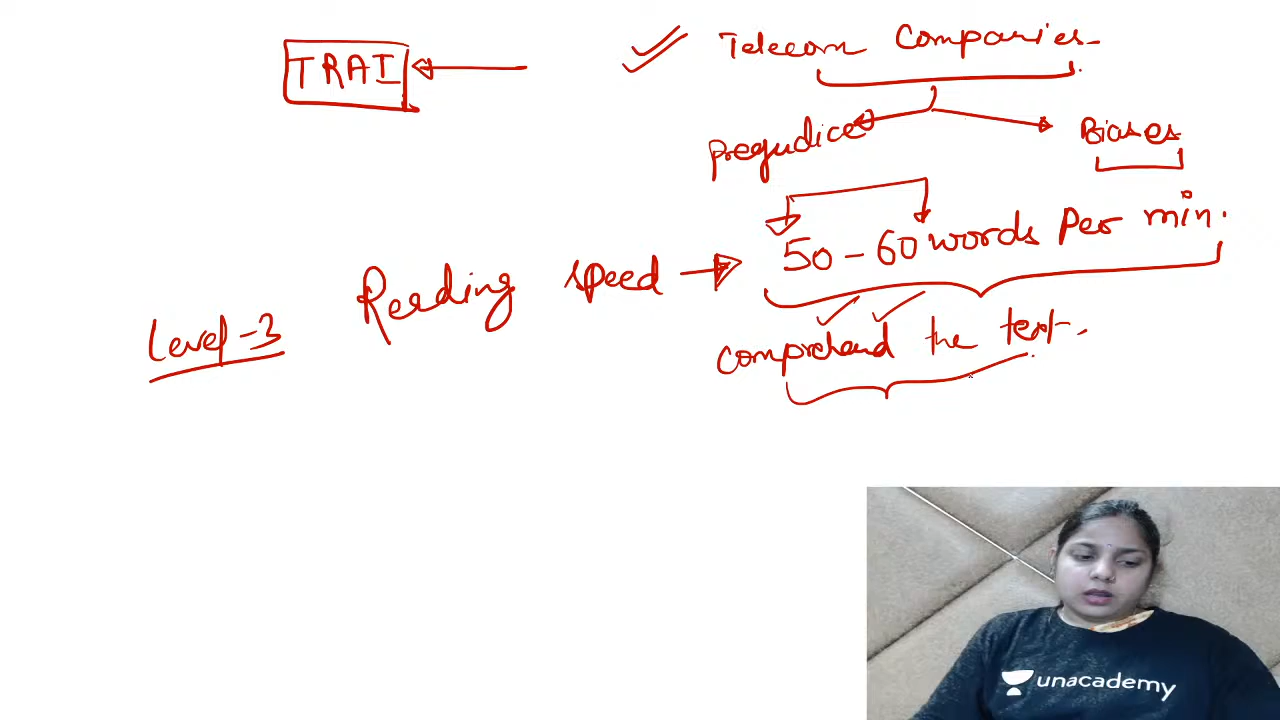 TRAI
Telecom Companies
Prejudice
Biases
50-60 words Per min.
Reading speed
Level-3
comprehend the text.
unacademy